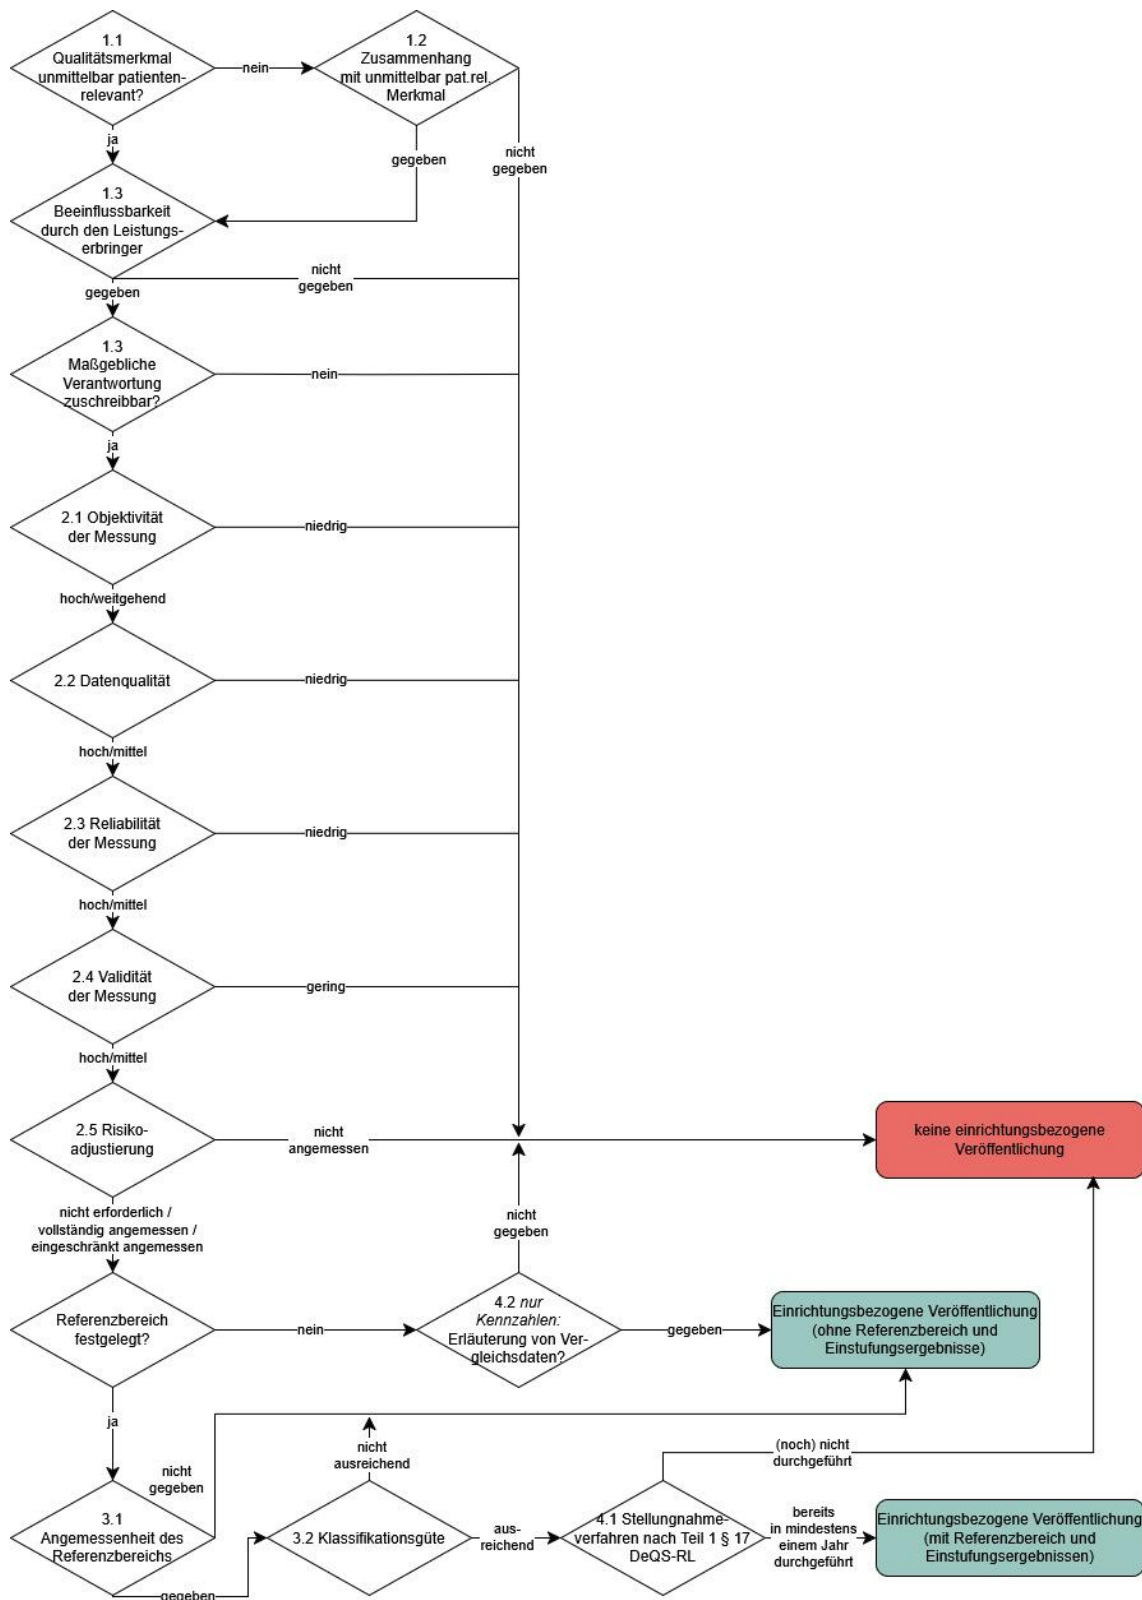 1.1
Qualitätsmerkmal
unmittelbar patienten-
relevant?
nein
1.2
Zusammenhang
mit unmittelbar pat.rel.
Merkmal
ja
gegeben
nicht
gegeben
1.3
Beeinflussbarkeit
durch den Leistungs-
erbringer
nicht
gegeben
gegeben
1.3
Maßgebliche
Verantwortung
zuschreibbar?
nein
ja
2.1 Objektivität
der Messung
niedrig
hoch/weitgehend
2.2 Datenqualität
niedrig
hoch/mittel
2.3 Reliabilität
der Messung
niedrig
hoch/mittel
2.4 Validität
der Messung
gering
hoch/mittel
2.5 Risiko-
adjustierung
nicht
angemessen
keine einrichtungsbezogene
Veröffentlichung
nicht erforderlich /
vollständig angemessen /
eingeschränkt angemessen
nicht
gegeben
Referenzbereich
festgelegt?
nein
4.2 nur
Kennzahlen:
Erläuterung von Ver-
gleichsdaten?
gegeben
Einrichtungsbezogene Veröffentlichung
(ohne Referenzbereich und
Einstufungsergebnisse)
ja
nicht
gegeben
nicht
ausreichend
(noch) nicht
durchgeführt
3.1
Angemessenheit des
Referenzbereichs
gegeben
3.2 Klassifikationsgüte
aus-
reichend
4.1 Stellungnahme-
verfahren nach Teil 1 § 17
DeQS-RL
bereits
in mindestens
einem Jahr
durchgeführt
Einrichtungsbezogene Veröffentlichung
(mit Referenzbereich und
Einstufungsergebnissen)